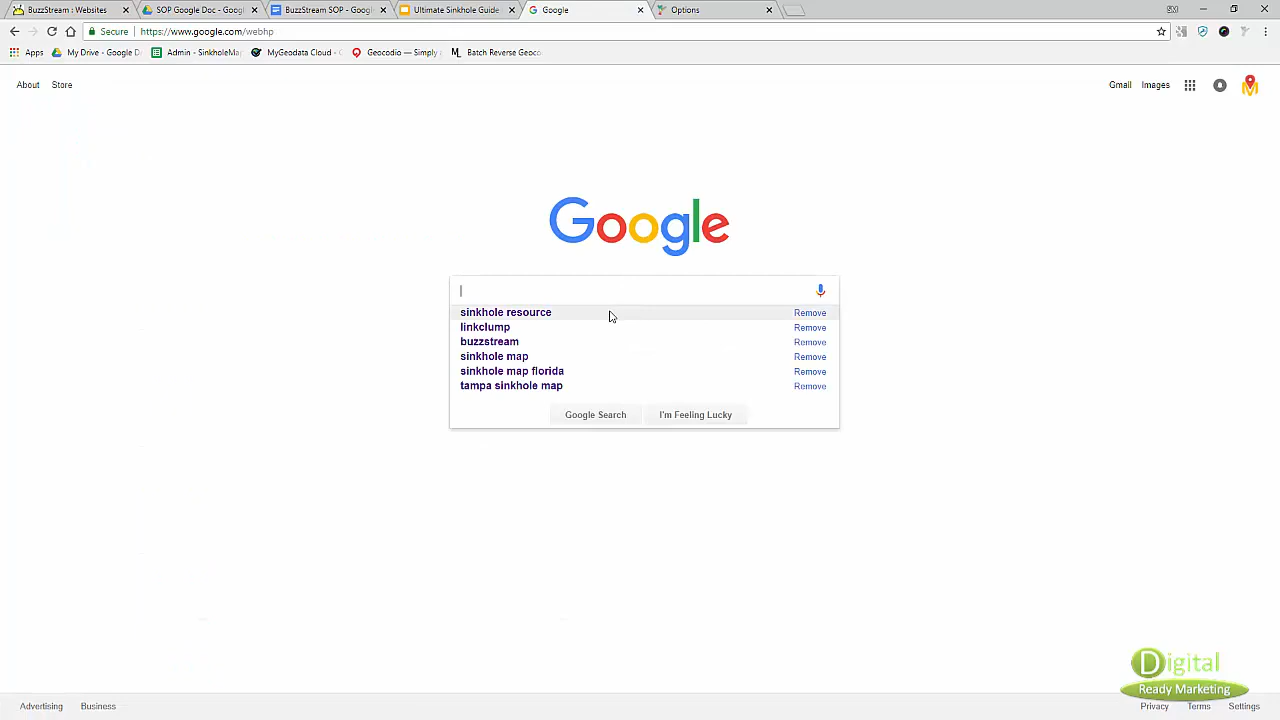 BuzzStream : Websites
SOP Google Doc - Googl
BuzzStream SOP - Googl
Ultimate Sinkhole Guide
Google
Options
Secure
https://www.google.com/webhp
Apps
My Drive - Google D
Admin - SinkholeMa
MyGeodata Cloud - C
Geocodio — Simply
Batch Reverse Geoc
About
Store
Gmail
Images
Google
sinkhole resource Remove
linkclump Remove
buzzstream Remove
sinkhole map Remove
sinkhole map florida Remove
tampa sinkhole map Remove
Google Search
I'm Feeling Lucky
Digital
Ready Marketing
Advertising
Business
Privacy
Terms
Settings